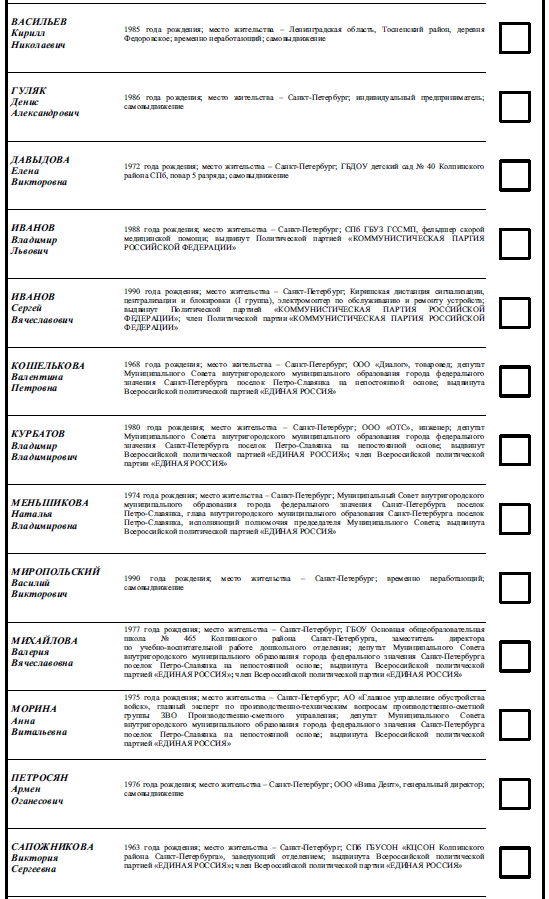 ВАСИЛЬЕВ
Кирилл
Николаевич
1985 года рождения; место жительства – Ленинградская область, Тосненский район, деревня
Федоровское; временно неработающий; самовыдвижение
ГУЛЯК
Денис
Александрович
1986 года рождения; место жительства – Санкт-Петербург; индивидуальный предприниматель;
самовыдвижение
ДАВЫДОВА
Елена
Викторовна
1972 года рождения; место жительства – Санкт-Петербург; ГБДОУ детский сад № 40 Колпинского
района СПб, повар 5 разряда; самовыдвижение
ИВАНОВ
Владимир
Львович
1988 года рождения; место жительства – Санкт-Петербург; СПб ГБУЗ ГССМП, фельдшер скорой
медицинской помощи; выдвинут Политической партией «КОММУНИСТИЧЕСКАЯ ПАРТИЯ
РОССИЙСКОЙ ФЕДЕРАЦИИ»
ИВАНОВ
Сергей
Вячеславович
1990 года рождения; место жительства – Санкт-Петербург; Киришская дистанция сигнализации,
централизации и блокировки (I группа), электромонтер по обслуживанию и ремонту устройств;
выдвинут Политической партией «КОММУНИСТИЧЕСКАЯ ПАРТИЯ РОССИЙСКОЙ
ФЕДЕРАЦИИ»; член Политической партии «КОММУНИСТИЧЕСКАЯ ПАРТИЯ РОССИЙСКОЙ
ФЕДЕРАЦИИ»
КОШЕЛЬКОВА
Валентина
Петровна
1968 года рождения; место жительства – Санкт-Петербург; ООО «Диалог», товаровед; депутат
Муниципального Совета внутригородского муниципального образования города федерального
значения Санкт-Петербурга поселок Петро-Славянка на непостоянной основе; выдвинута
Всероссийской политической партией «ЕДИНАЯ РОССИЯ»
КУРБАТОВ
Владимир
Владимирович
1980 года рождения; место жительства – Санкт-Петербург; ООО «ОТС», инженер; депутат
Муниципального Совета внутригородского муниципального образования города федерального
значения Санкт-Петербурга поселок Петро-Славянка на непостоянной основе; выдвинут
Всероссийской политической партией «ЕДИНАЯ РОССИЯ»; член Всероссийской политической
партии «ЕДИНАЯ РОССИЯ»
МЕНЬШИКОВА
Наталья
Владимировна
1974 года рождения; место жительства – Санкт-Петербург; Муниципальный Совет внутригородского
муниципального образования города федерального значения Санкт-Петербурга поселок
Петро-Славянка, глава внутригородского муниципального образования Санкт-Петербурга поселок
Петро-Славянка, исполняющий полномочия председателя Муниципального Совета; выдвинута
Всероссийской политической партией «ЕДИНАЯ РОССИЯ»
МИРОПОЛЬСКИЙ
Василий
Викторович
1990 года рождения; место жительства – Санкт-Петербург; временно неработающий;
самовыдвижение
МИХАЙЛОВА
Валерия
Вячеславовна
1977 года рождения; место жительства – Санкт-Петербург; ГБОУ Основная общеобразовательная
школа № 465 Колпинского района Санкт-Петербурга, заместитель директора
по учебно-воспитательной работе дошкольного отделения; депутат Муниципального Совета
внутригородского муниципального образования города федерального значения Санкт-Петербурга
поселок Петро-Славянка на непостоянной основе; выдвинута Всероссийской политической
партией «ЕДИНАЯ РОССИЯ»; член Всероссийской политической партии «ЕДИНАЯ РОССИЯ»
МОРИНА
Анна
Витальевна
1975 года рождения; место жительства – Санкт-Петербург; АО «Главное управление обустройства
войск», главный эксперт по производственно-техническим вопросам производственно-сметной
группы ЗВО Производственно-сметного управления; депутат Муниципального Совета
внутригородского муниципального образования города федерального значения Санкт-Петербурга
поселок Петро-Славянка на непостоянной основе; выдвинута Всероссийской политической
партией «ЕДИНАЯ РОССИЯ»
ПЕТРОСЯН
Армен
Оганесович
1976 года рождения; место жительства – Санкт-Петербург; ООО «Вива Дент», генеральный директор;
самовыдвижение
САПОЖНИКОВА
Виктория
Сергеевна
1963 года рождения; место жительства – Санкт-Петербург; СПб ГБУСОН «КЦСОН Колпинского
района Санкт-Петербурга», заведующий отделением; выдвинута Всероссийской политической
партией «ЕДИНАЯ РОССИЯ»; член Всероссийской политической партии «ЕДИНАЯ РОССИЯ»